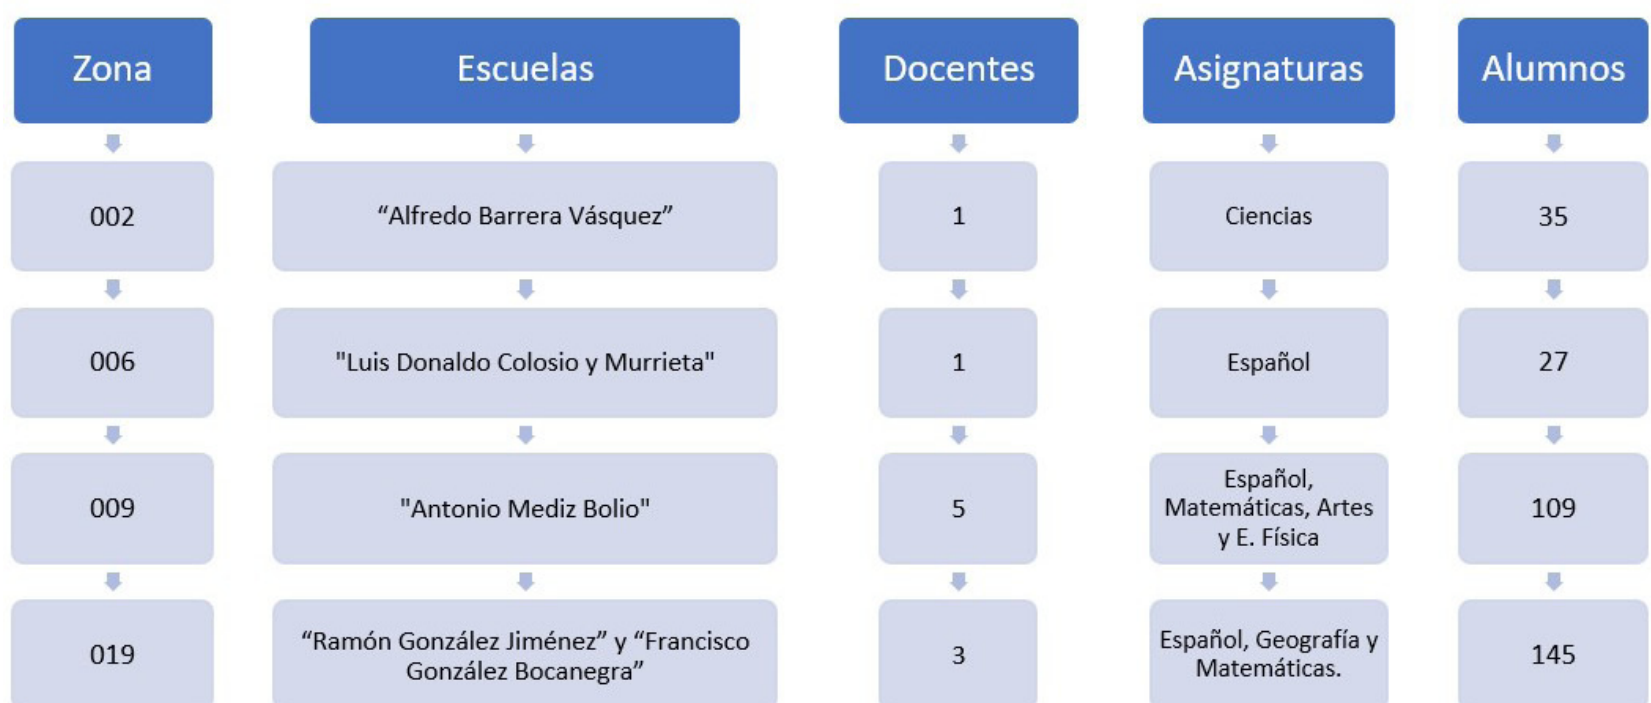 Zona
Escuelas
Docentes
Asignaturas
Alumnos
002
“Alfredo Barrera Vásquez”
1
Ciencias
35
006
"Luis Donaldo Colosio y Murrieta"
1
Español
27
009
"Antonio Mediz Bolio"
5
Español,
Matemáticas, Artes
y E. Física
109
019
“Ramón González Jiménez” y “Francisco
González Bocanegra”
3
Español, Geografía y
Matemáticas.
145